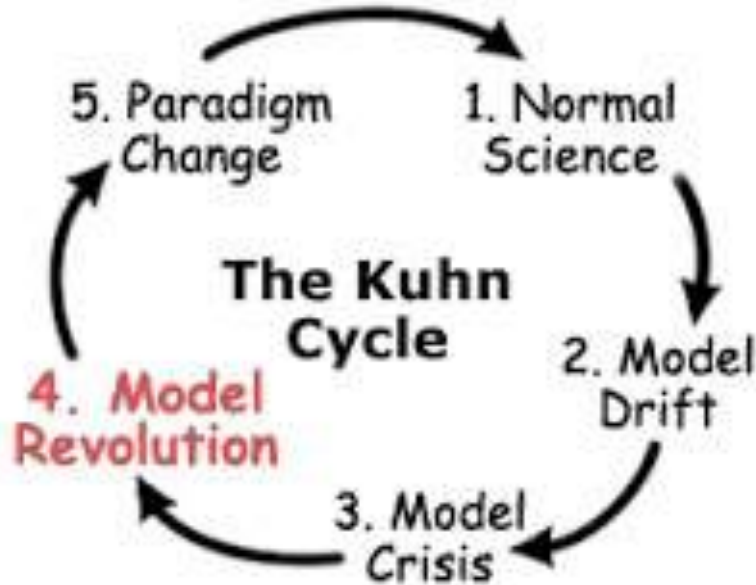 The Kuhn
Cycle
1. Normal
Science
2. Model
Drift
3. Model
Crisis
4. Model
Revolution
5. Paradigm
Change